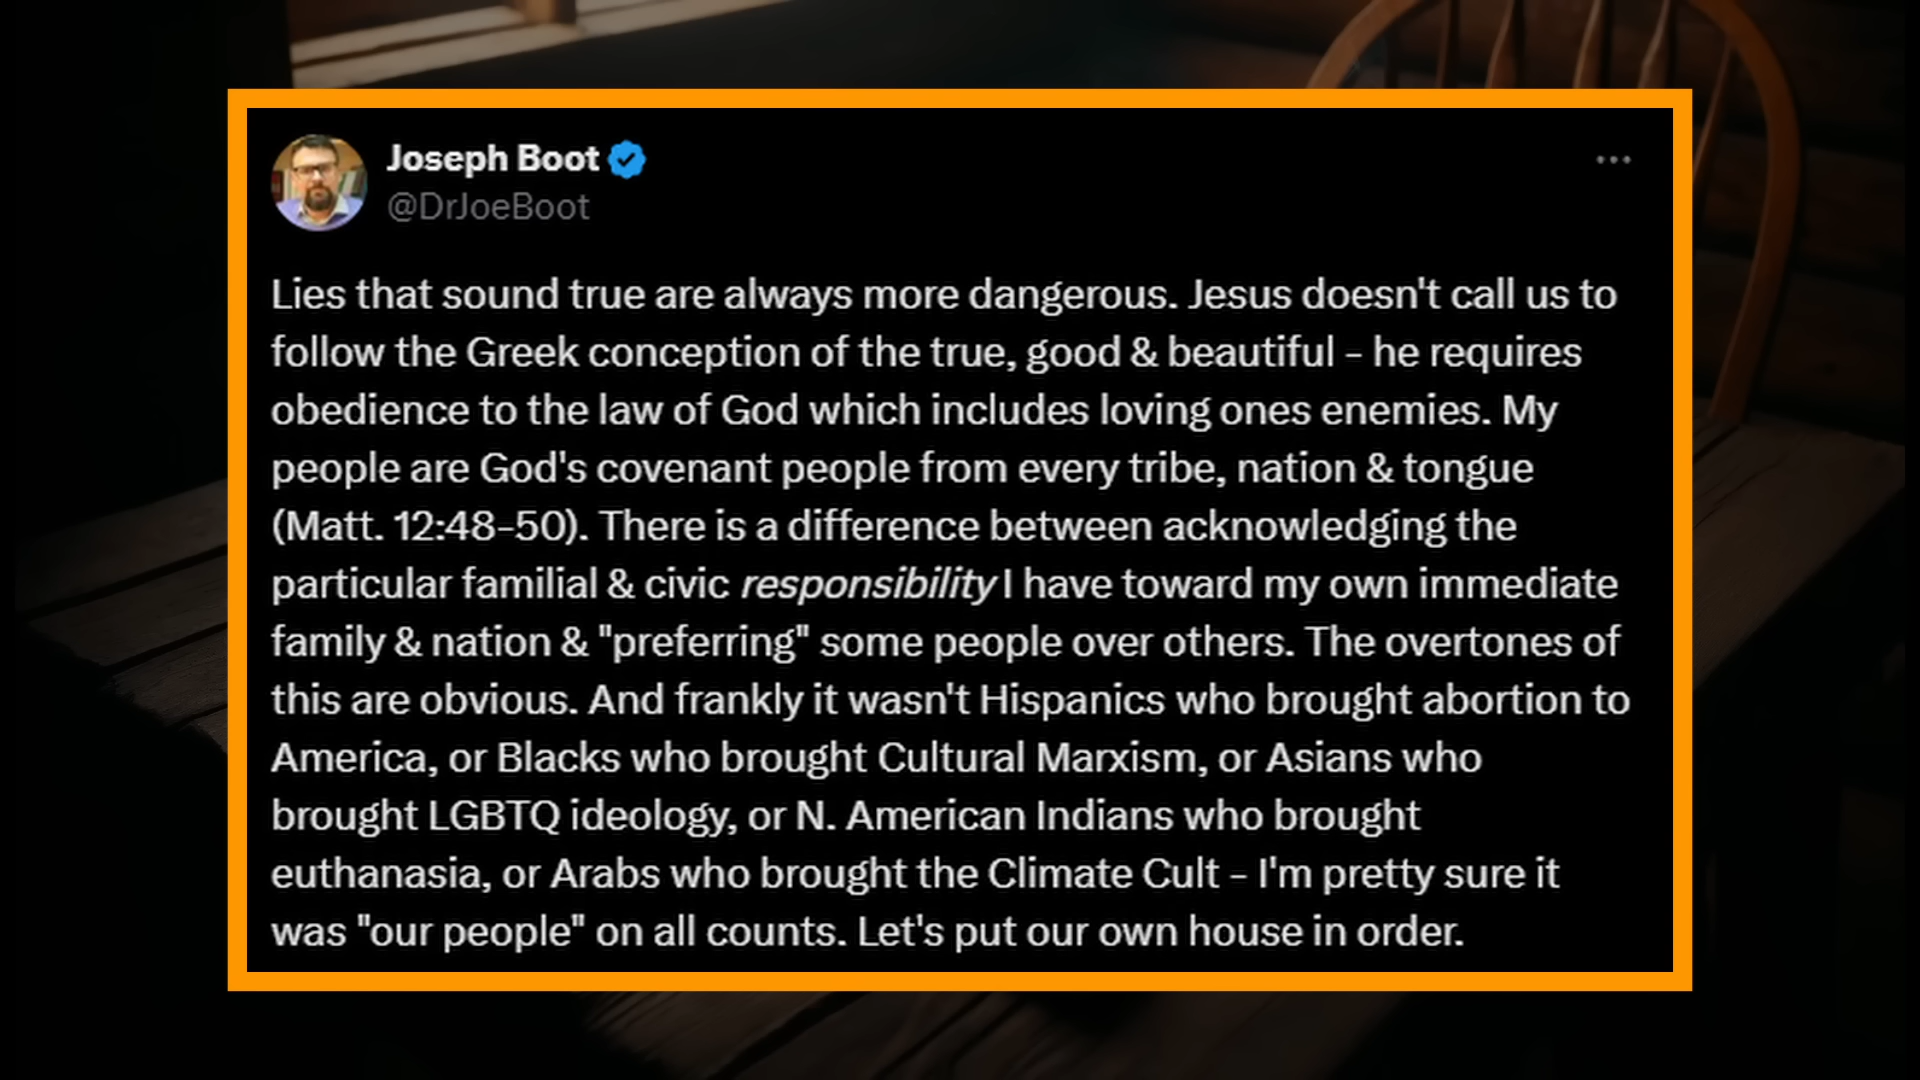 Joseph Boot
@DrJoeBoot
Lies that sound true are always more dangerous. Jesus doesn't call us to
follow the Greek conception of the true, good & beautiful – he requires
obedience to the law of God which includes loving ones enemies. My
people are God's covenant people from every tribe, nation & tongue
(Matt. 12:48-50). There is a difference between acknowledging the
particular familial & civic responsibility I have toward my own immediate
family & nation & "preferring" some people over others. The overtones of
this are obvious. And frankly it wasn't Hispanics who brought abortion to
America, or Blacks who brought Cultural Marxism, or Asians who
brought LGBTQ ideology, or N. American Indians who brought
euthanasia, or Arabs who brought the Climate Cult – I'm pretty sure it
was "our people" on all counts. Let's put our own house in order.